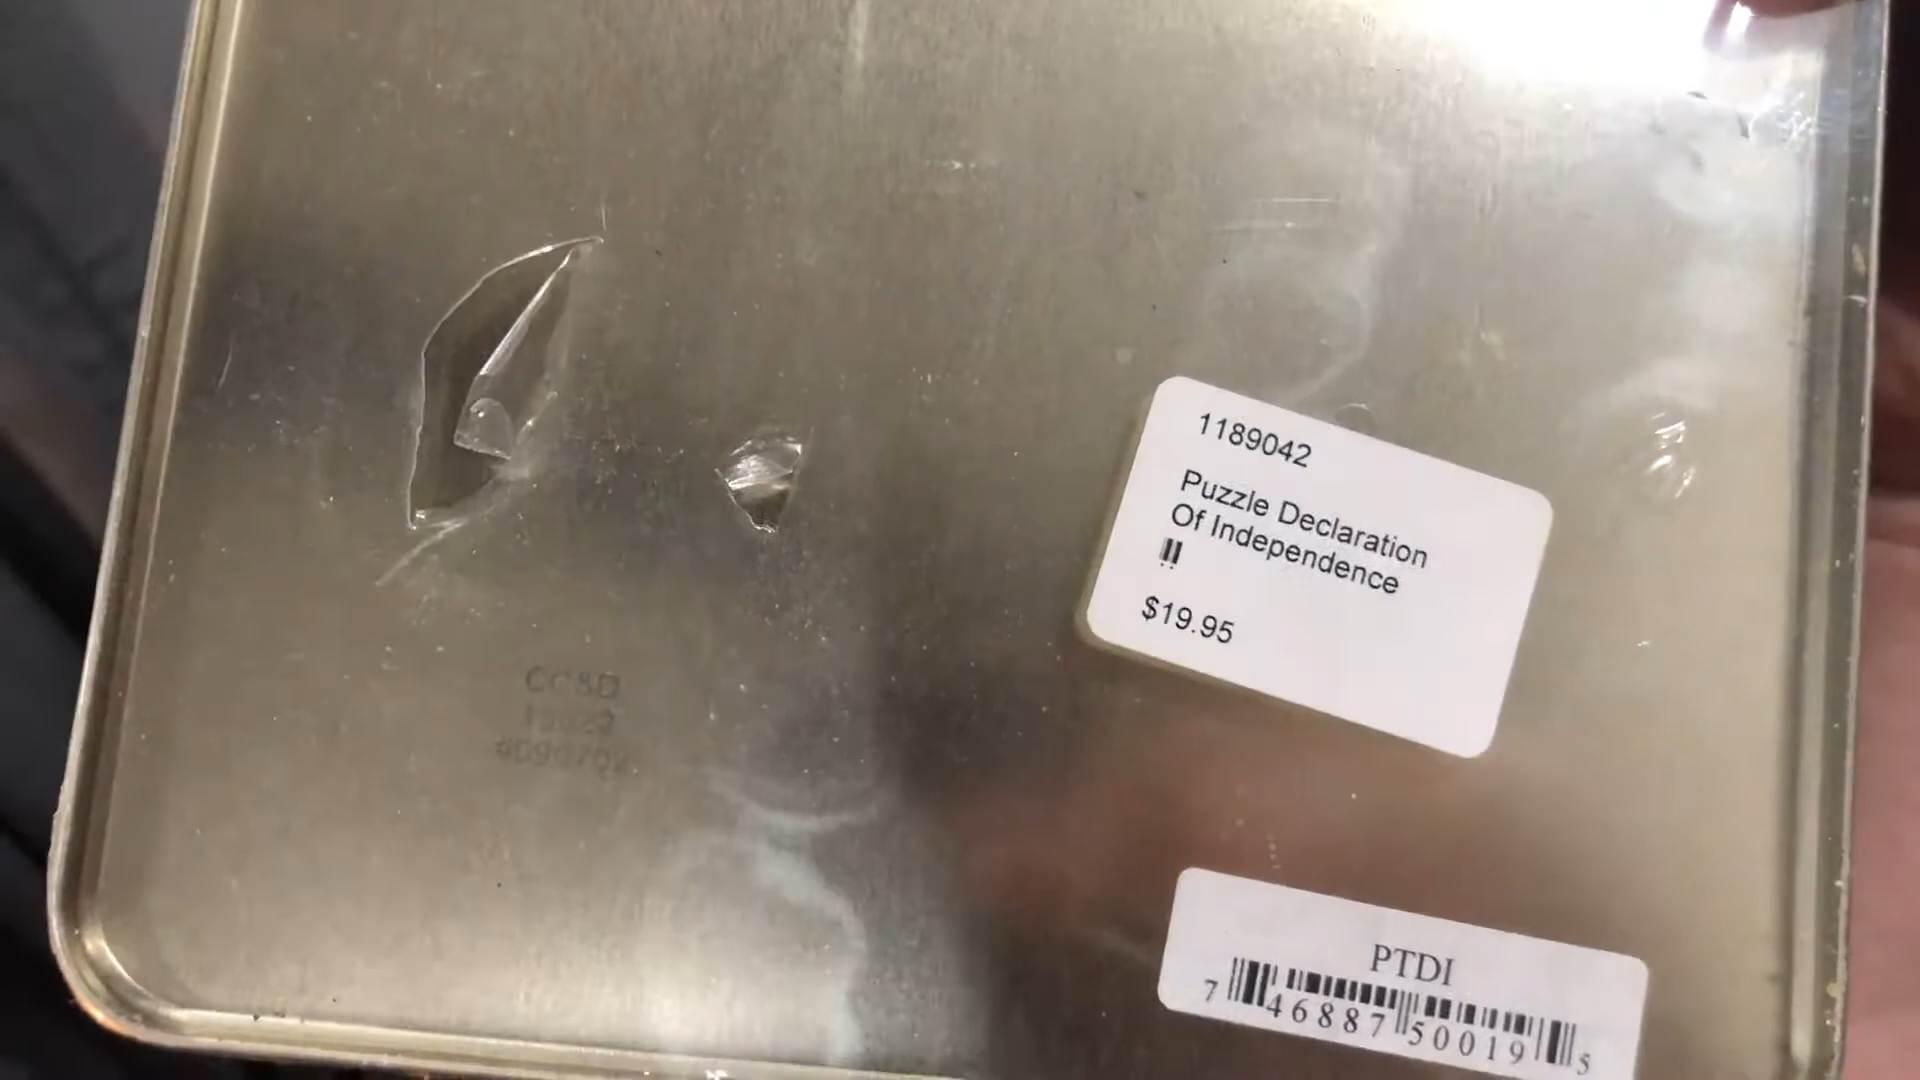 1189042
Puzzle Declaration
Of Independence
$19.95
PTDI
7 46887 50019 5